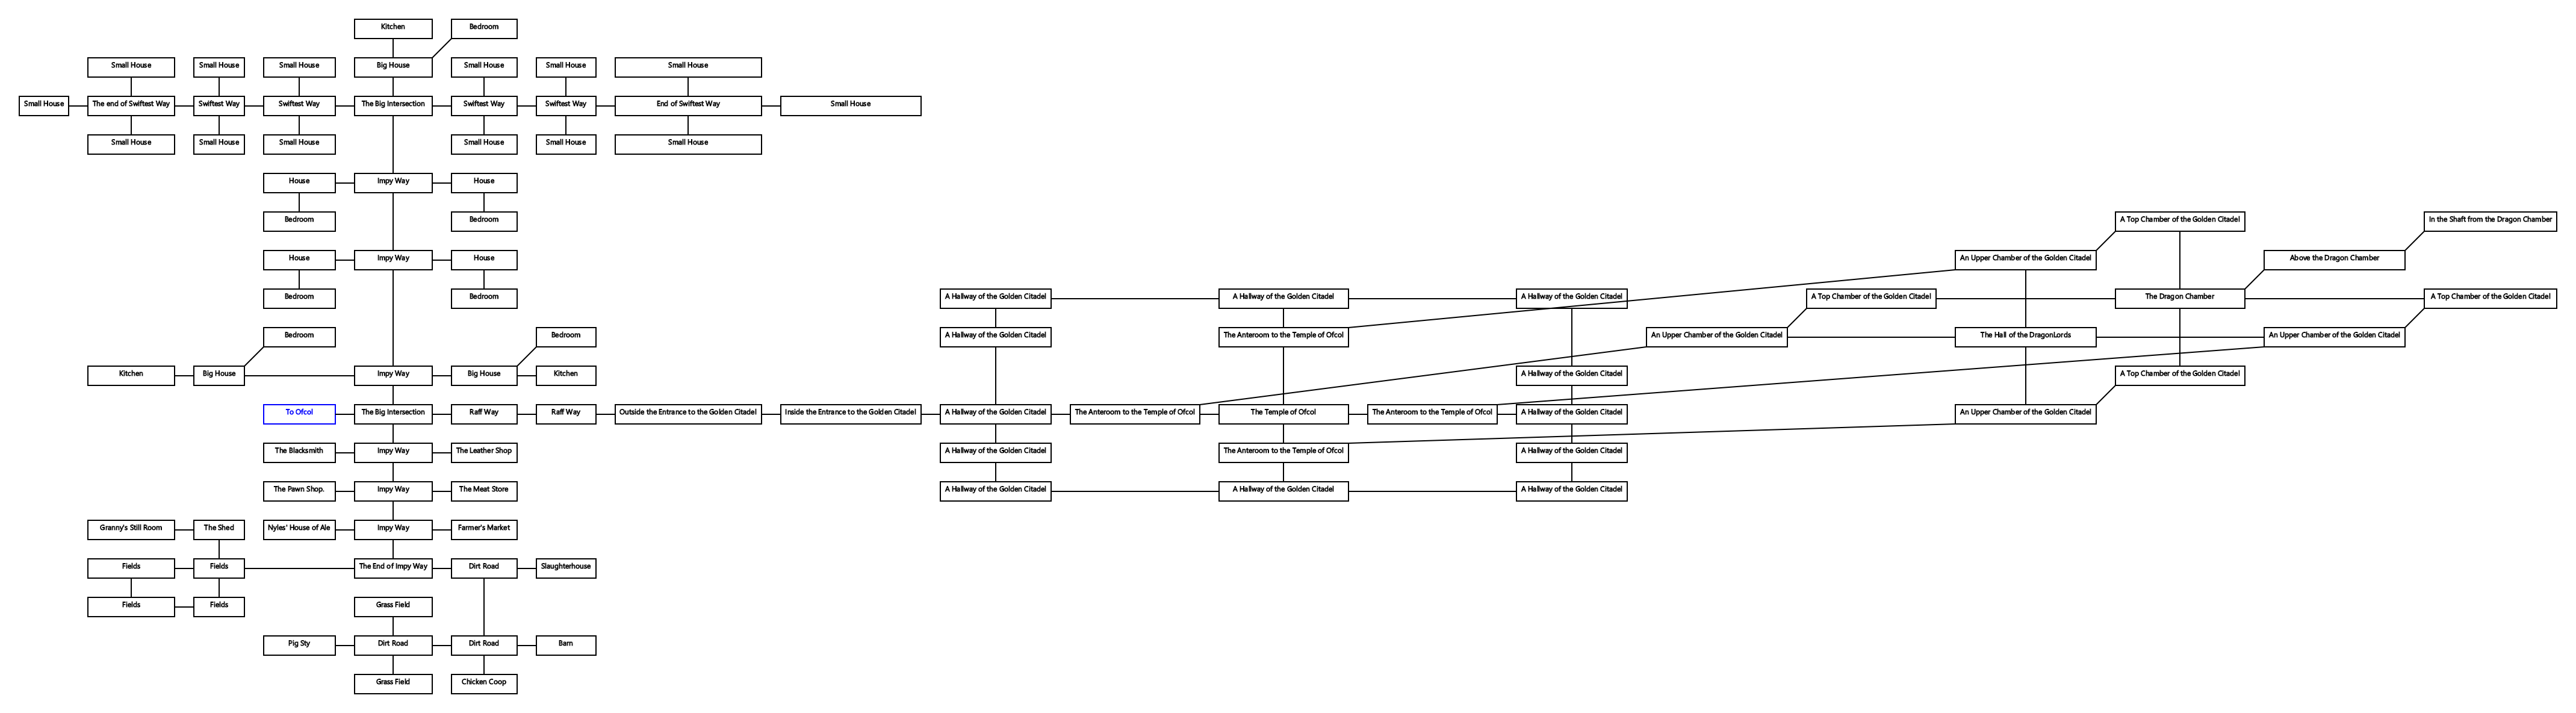 Kitchen
Bedroom
Small House
Small House
Small House
Big House
Small House
Small House
Small House
Small House
The end of Swiftest Way
Swiftest Way
Swiftest Way
The Big Intersection
Swiftest Way
Swiftest Way
End of Swiftest Way
Small House
Small House
Small House
Small House
Small House
Small House
Small House
House
Impy Way
House
Bedroom
Bedroom
A Top Chamber of the Golden Citadel
In the Shaft from the Dragon Chamber
House
Impy Way
House
An Upper Chamber of the Golden Citadel
Above the Dragon Chamber
Bedroom
Bedroom
A Hallway of the Golden Citadel
A Hallway of the Golden Citadel
A Hallway of the Golden Citadel
A Top Chamber of the Golden Citadel
The Dragon Chamber
A Top Chamber of the Golden Citadel
Bedroom
Bedroom
A Hallway of the Golden Citadel
The Anteroom to the Temple of Ofcol
An Upper Chamber of the Golden Citadel
The Hall of the DragonLords
An Upper Chamber of the Golden Citadel
Kitchen
Big House
Impy Way
Big House
Kitchen
A Hallway of the Golden Citadel
A Top Chamber of the Golden Citadel
To Ofcol
The Big Intersection
Raff Way
Raff Way
Outside the Entrance to the Golden Citadel
Inside the Entrance to the Golden Citadel
A Hallway of the Golden Citadel
The Anteroom to the Temple of Ofcol
The Temple of Ofcol
The Anteroom to the Temple of Ofcol
A Hallway of the Golden Citadel
An Upper Chamber of the Golden Citadel
The Blacksmith
Impy Way
The Leather Shop
A Hallway of the Golden Citadel
The Anteroom to the Temple of Ofcol
A Hallway of the Golden Citadel
The Pawn Shop.
Impy Way
The Meat Store
A Hallway of the Golden Citadel
A Hallway of the Golden Citadel
A Hallway of the Golden Citadel
Granny's Still Room
The Shed
Nyles' House of Ale
Impy Way
Farmer's Market
Fields
Fields
The End of Impy Way
Dirt Road
Slaughterhouse
Fields
Fields
Grass Field
Pig Sty
Dirt Road
Dirt Road
Barn
Grass Field
Chicken Coop